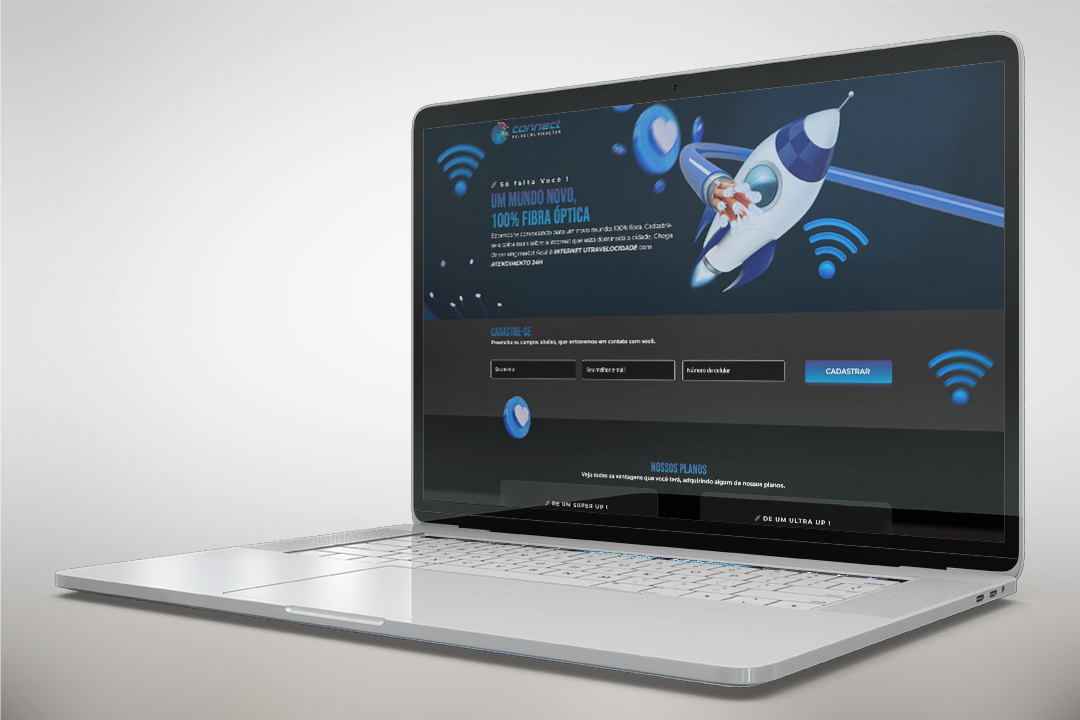 connect
TELECOMUNICAÇÕES
Só falta Você !
UM MUNDO NOVO,
100% FIBRA ÓPTICA
Estamos te convocando para um novo mundo: 100% fibra. Cadastre-
se e saiba mais sobre a internet que está dominado a cidade. Chega
de ser enganado! Aqui é INTERNET UTRAVELOCIDADE com
ATENDIMENTO 24H
CADASTRE-SE
Preencha os campos abaixo, que entraremos em contato com você.
Seu nome
Seu melhor e-mail
Número de celular
CADASTRAR
NOSSOS PLANOS
Veja todas as vantagens que você terá, adquirindo algum de nossos planos.
DE UM SUPER UP !
DE UM ULTRA UP !